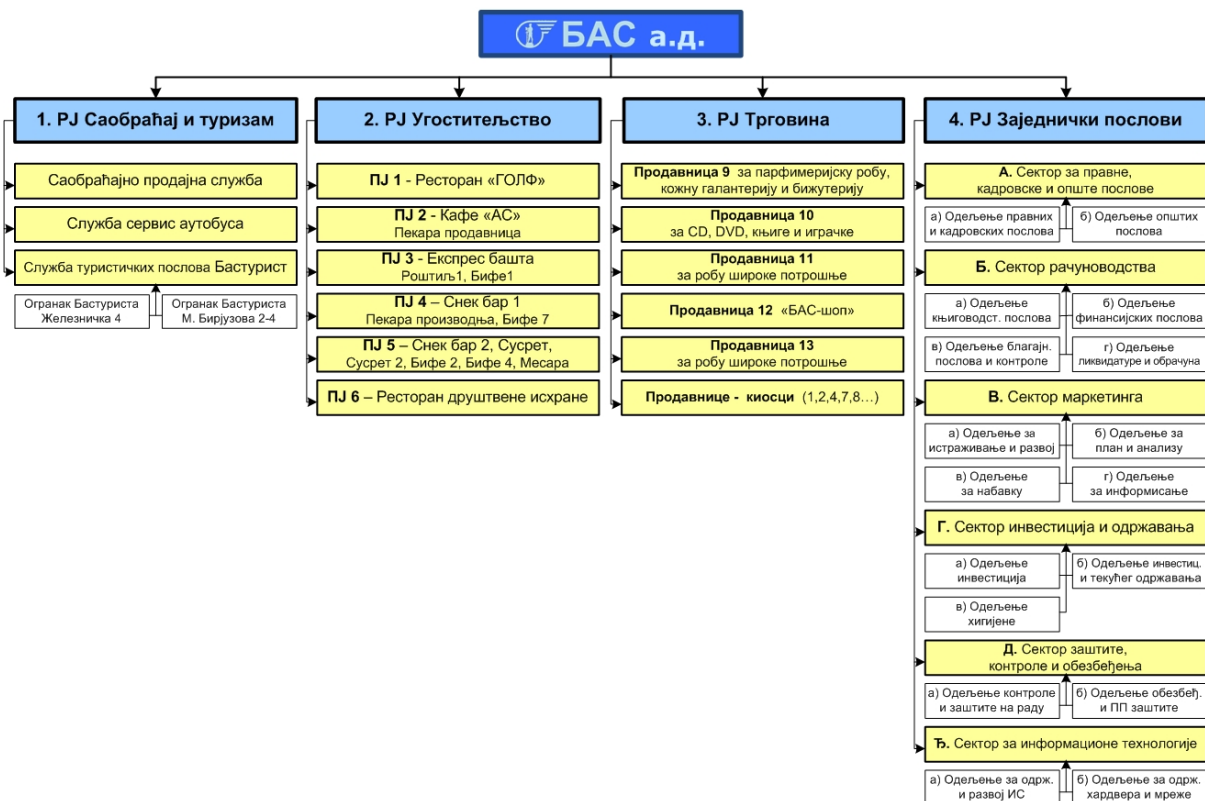 БАС а.д.
1. РЈ Саобраћај и туризам
Саобраћајно продајна служба
Служба сервис аутобуса
Служба туристичких послова Бастурист
Огранак Бастуриста
Железничка 4
Огранак Бастуриста
М. Бирјузова 2-4
2. РЈ Угоститељство
ПЈ 1 - Ресторан «ГОЛФ»
ПЈ 2 - Кафе «АС»
Пекара продавница
ПЈ 3 - Експрес башта
Роштиљ1, Бифе1
ПЈ 4 – Снек бар 1
Пекара производња, Бифе 7
ПЈ 5 – Снек бар 2, Сусрет,
Сусрет 2, Бифе 2, Бифе 4, Месара
ПЈ 6 – Ресторан друштвене исхране
3. РЈ Трговина
Продавница 9 за парфимеријску робу,
кожну галантерију и бижутерију
Продавница 10
за CD, DVD, књиге и играчке
Продавница 11
за робу широке потрошње
Продавница 12 «БАС-шоп»
Продавница 13
за робу широке потрошње
Продавнице - киосци (1,2,4,7,8...)
4. РЈ Заједнички послови
А. Сектор за правне,
кадровске и опште послове
а) Одељење правних
и кадровских послова
б) Одељење општих
послова
Б. Сектор рачуноводства
а) Одељење
књиговодст. послова
б) Одељење
финансијских послова
в) Одељење благајн.
послова и контроле
г) Одељење
ликвидатуре и обрачуна
В. Сектор маркетинга
а) Одељење за
истраживање и развој
б) Одељење за
план и анализу
в) Одељење
за набавку
г) Одељење
за информисање
Г. Сектор инвестиција и одржавања
а) Одељење
инвестиција
б) Одељење инвестиц.
и текућег одржавања
в) Одељење
хигијене
Д. Сектор заштите,
контроле и обезбеђења
а) Одељење контроле
и заштите на раду
б) Одељење обезбеђ.
и ПП заштите
Ђ. Сектор за информационе технологије
а) Одељење за одрж.
и развој ИС
б) Одељење за одрж.
хардвера и мреже